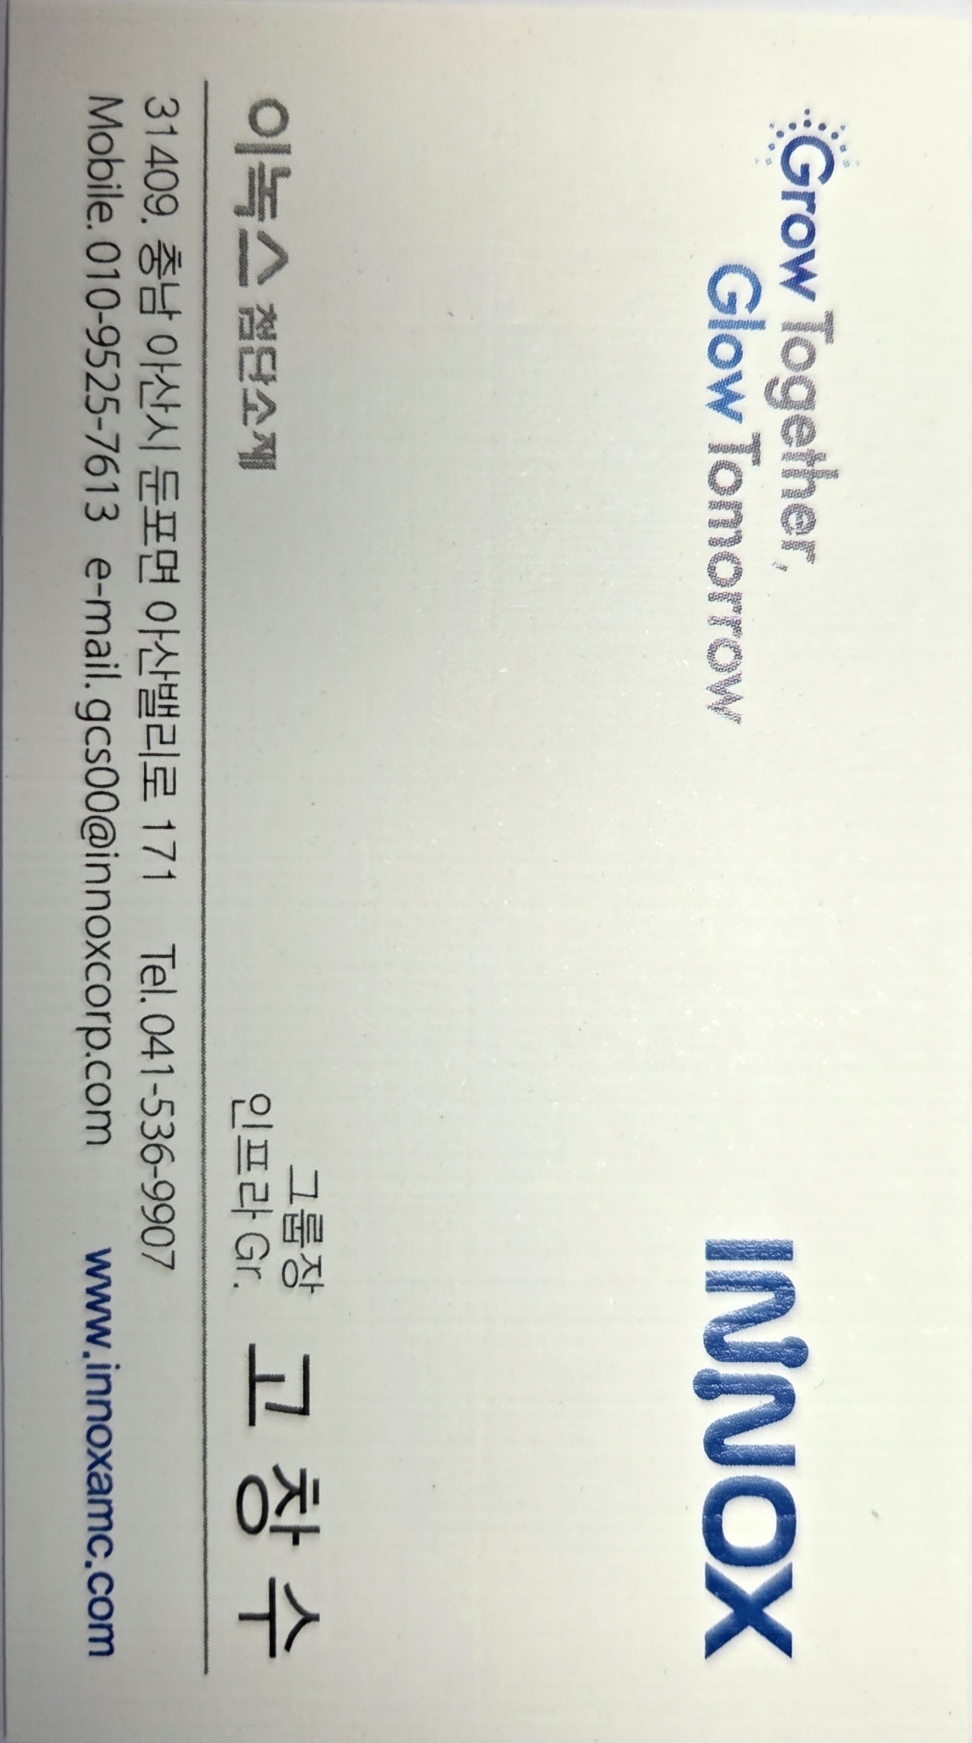 Grow Together,
Glow Tomorrow
INNOX
그룹장
이녹스 첨단소재 인프라 Gr. 고 창 수
31409, 충남 아산시 둔포면 아산밸리로 171 Tel. 041-536-9907
Mobile. 010-9525-7613 e-mail. gcs00@innoxcorp.com www.innoxamc.com